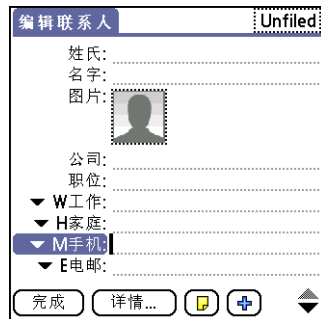 编辑联系人
Unfiled
姓氏:
名字:
图片:
公司:
职位:
W工作:
H家庭:
M手机:
E电邮:
完成
详情...